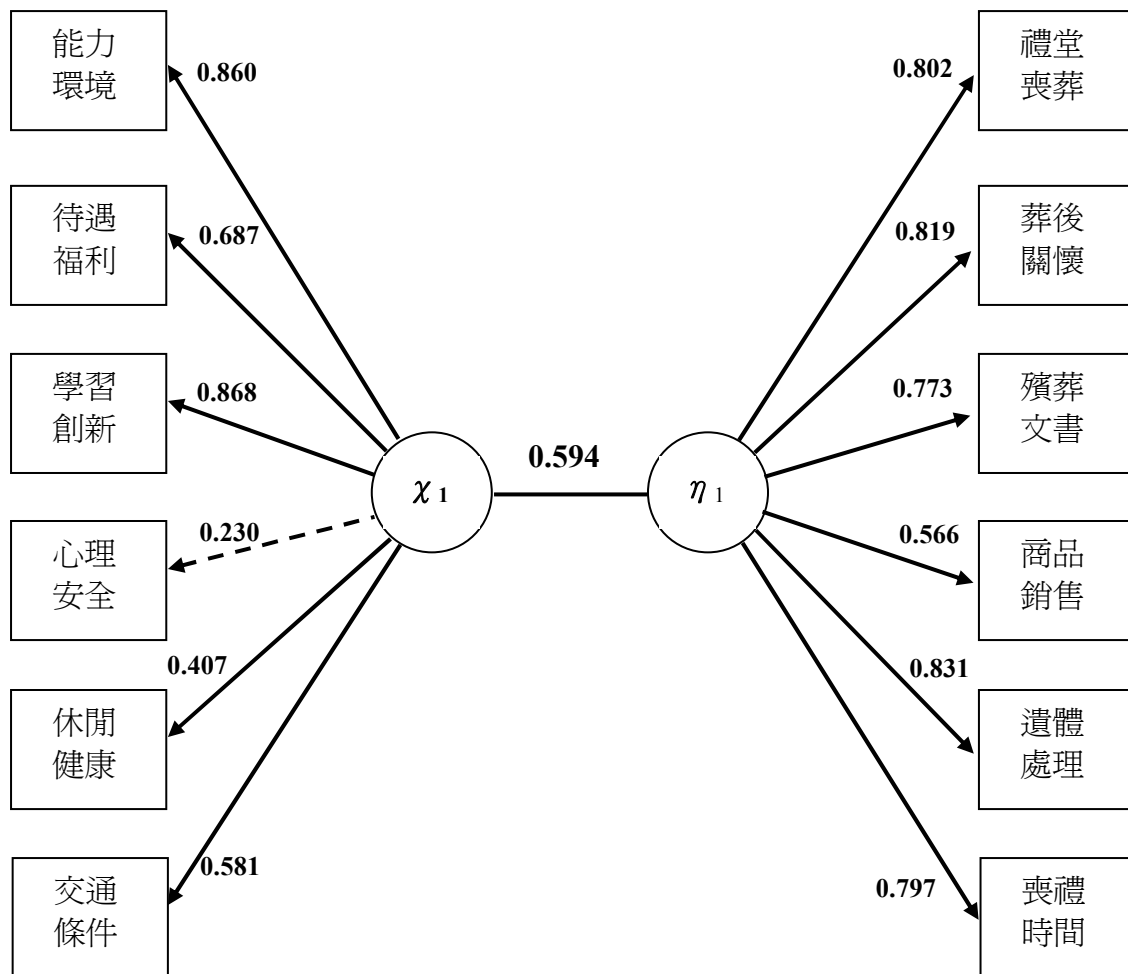 能力
環境
0.860
待遇
福利
0.687
學習
創新
0.868
心理
安全
0.230
休閒
健康
0.407
交通
條件
0.581
χ 1
0.594
η 1
禮堂
喪葬
0.802
葬後
關懷
0.819
殯葬
文書
0.773
商品
銷售
0.566
遺體
處理
0.831
喪禮
時間
0.797